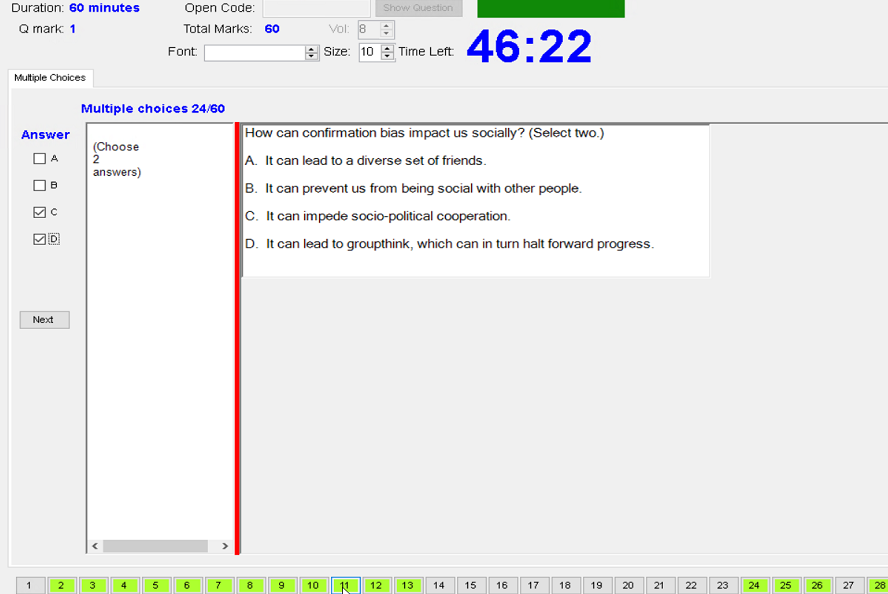 Duration: 60 minutes
Open Code:
Show Question
Q mark: 1
Total Marks: 60
Vol: 8
Font:
Size: 10
Time Left: 46:22
Multiple Choices
Multiple choices 24/60
Answer
A
B
C
D
Next
(Choose
2
answers)
How can confirmation bias impact us socially? (Select two.)
A. It can lead to a diverse set of friends.
B. It can prevent us from being social with other people.
C. It can impede socio-political cooperation.
D. It can lead to groupthink, which can in turn halt forward progress.
1 2 3 4 5 6 7 8 9 10 11 12 13 14 15 16 17 18 19 20 21 22 23 24 25 26 27 28